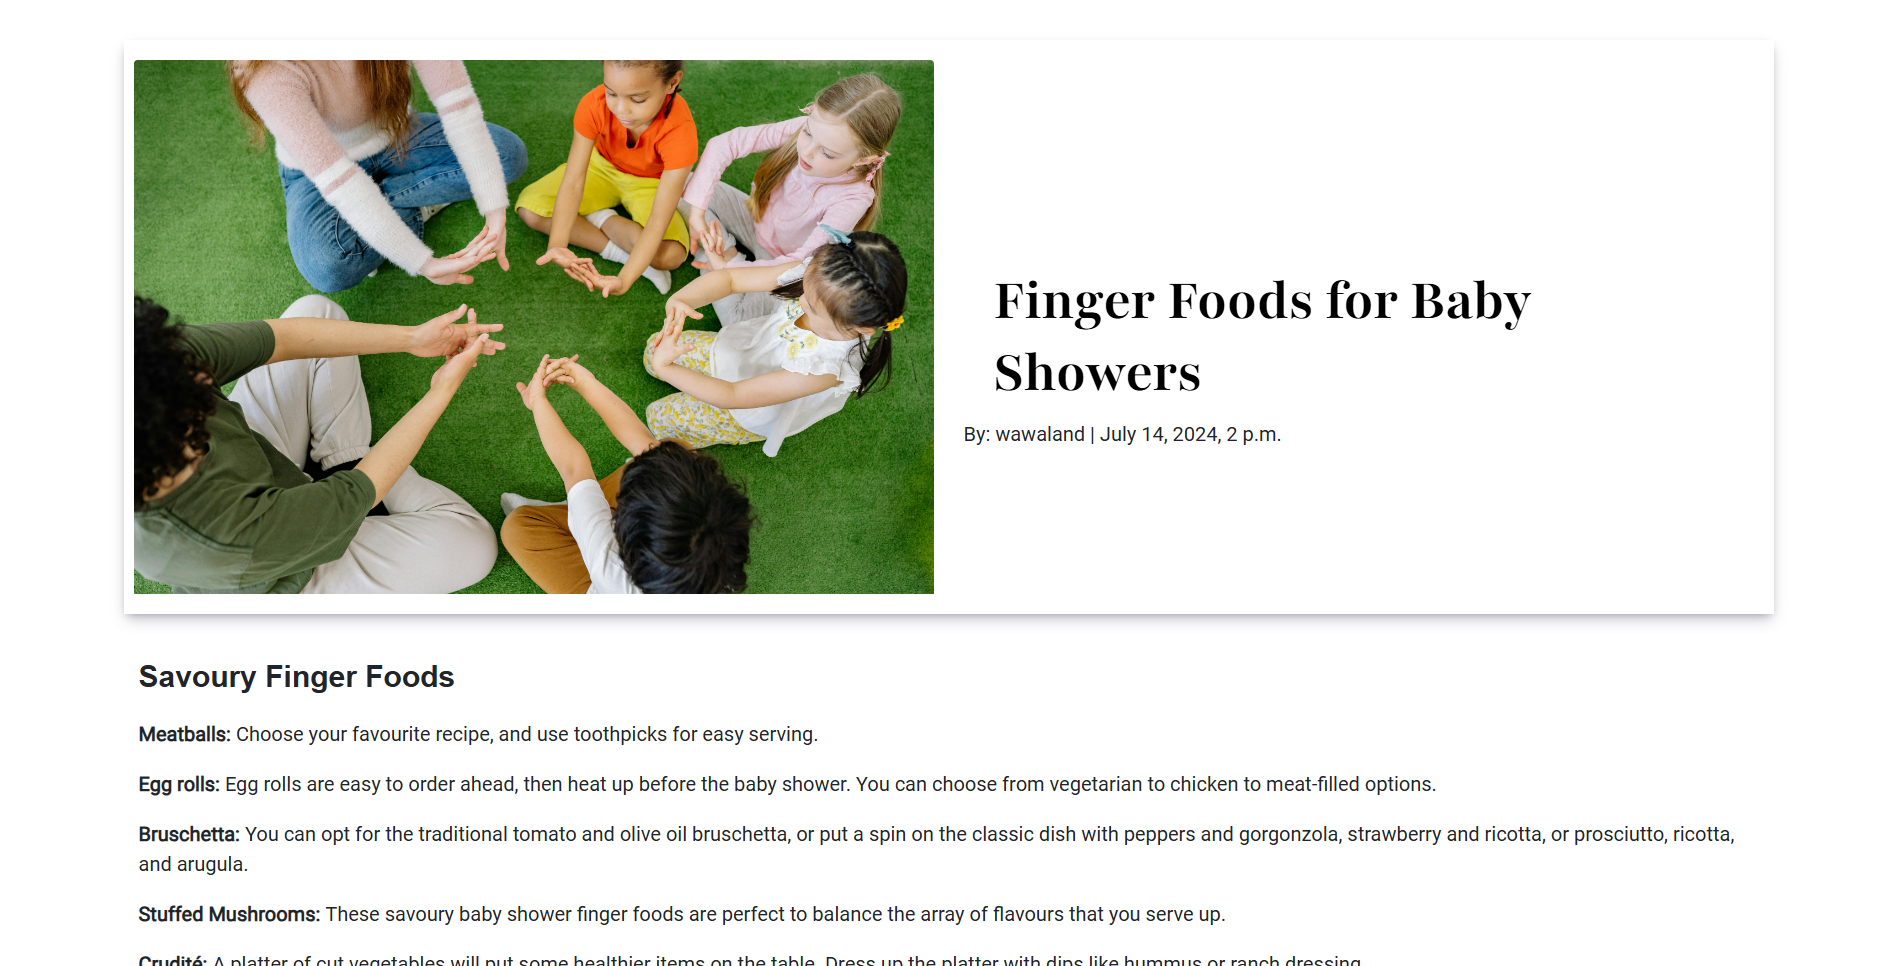 Finger Foods for Baby
Showers
By: wawaland | July 14, 2024, 2 p.m.
Savoury Finger Foods
Meatballs: Choose your favourite recipe, and use toothpicks for easy serving.
Egg rolls: Egg rolls are easy to order ahead, then heat up before the baby shower. You can choose from vegetarian to chicken to meat-filled options.
Bruschetta: You can opt for the traditional tomato and olive oil bruschetta, or put a spin on the classic dish with peppers and gorgonzola, strawberry and ricotta, or prosciutto, ricotta,
and arugula.
Stuffed Mushrooms: These savoury baby shower finger foods are perfect to balance the array of flavours that you serve up.
Crudité: A platter of cut vegetables will put some healthier items on the table. Dress up the platter with dips like hummus or ranch dressing.